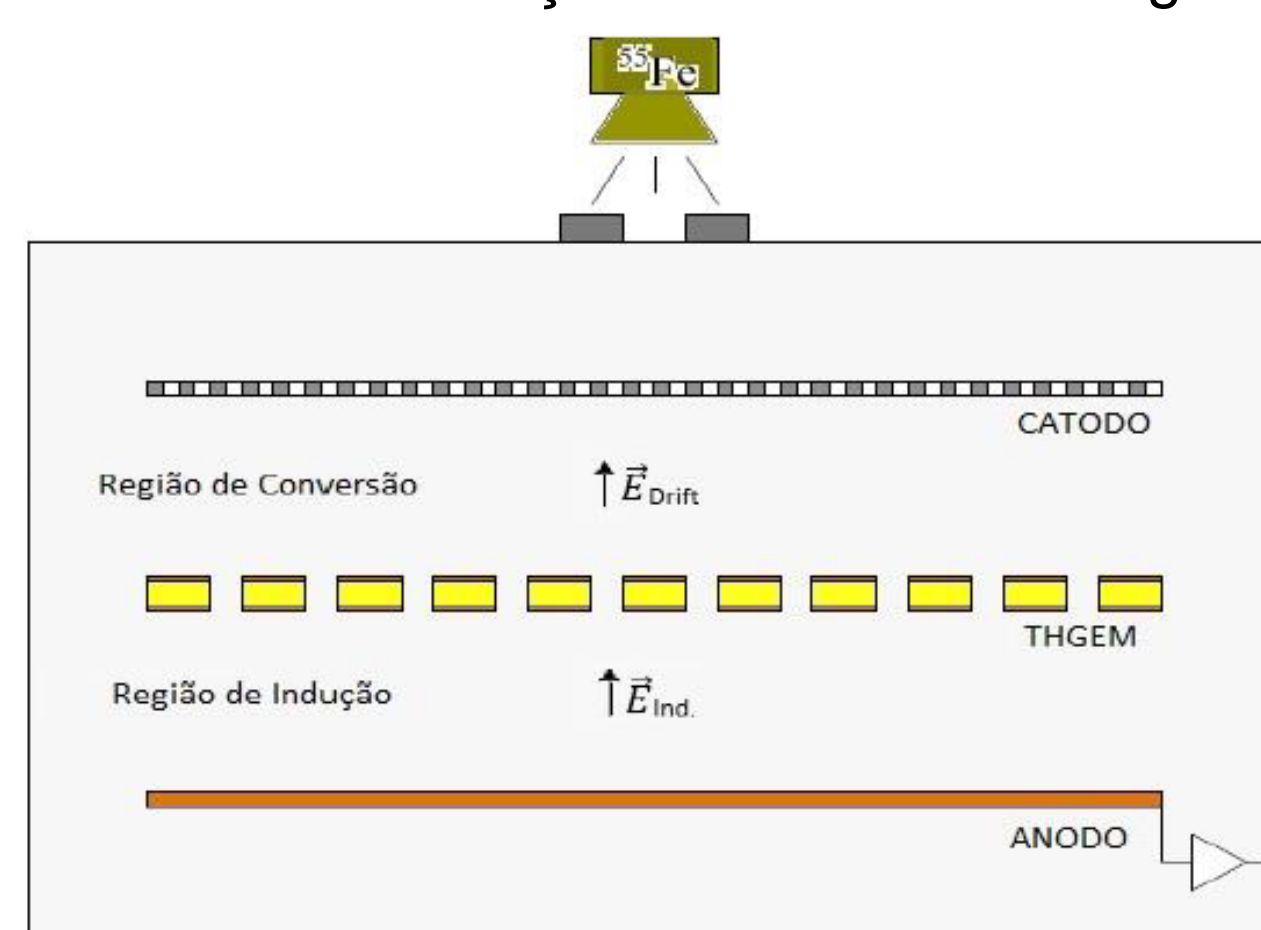 55Fe
CATODO
Região de Conversão
E⃗ Drift
THGEM
Região de Indução
E⃗ Ind.
ANODO